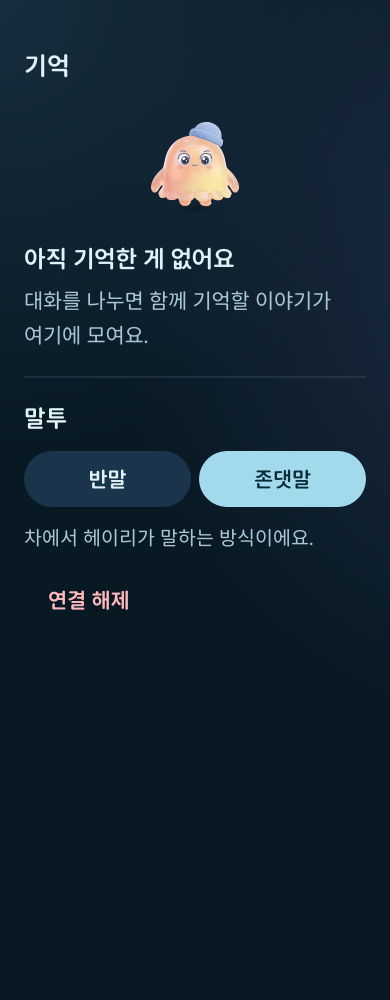 기억
아직 기억한 게 없어요
대화를 나누면 함께 기억할 이야기가
여기에 모여요.
말투
반말
존댓말
차에서 헤이리가 말하는 방식이에요.
연결 해제